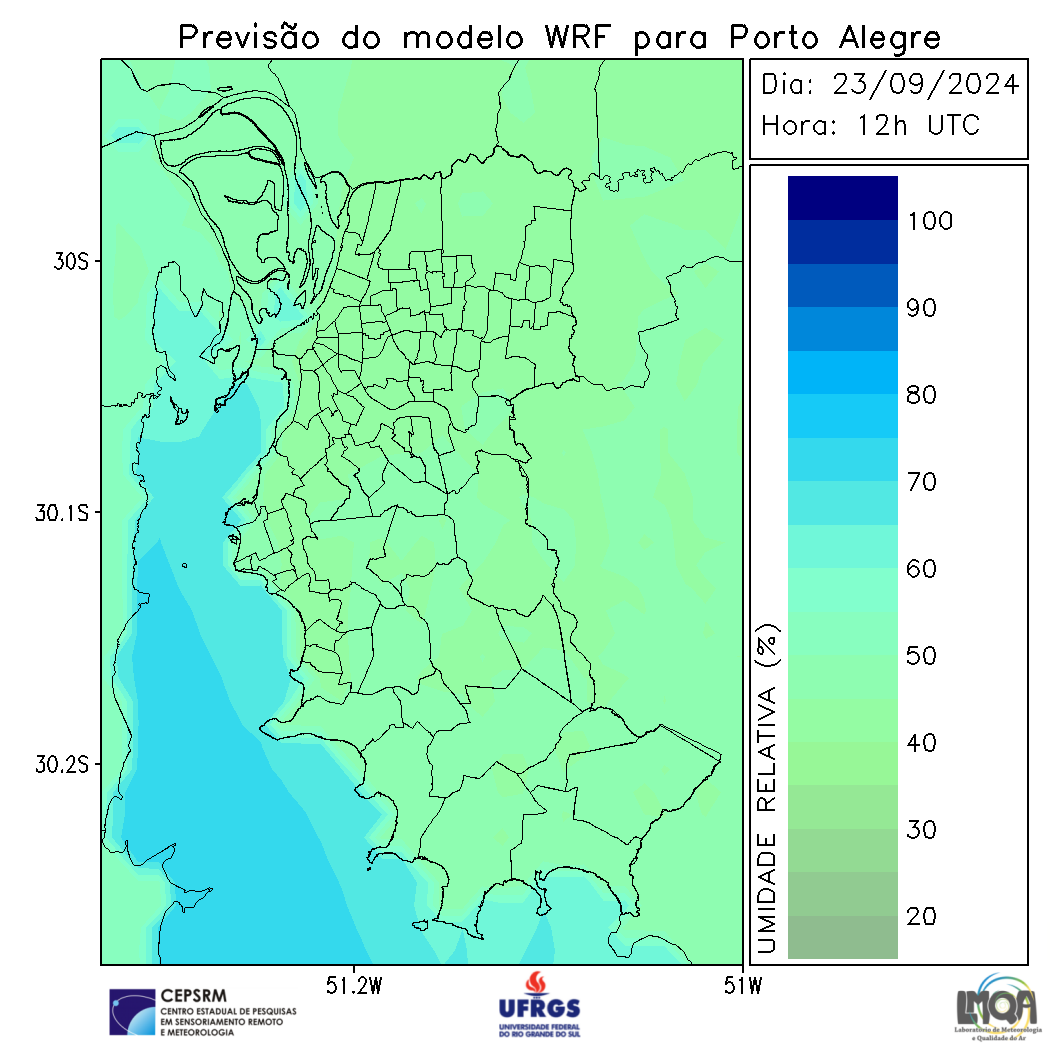 Previsão do modelo WRF para Porto Alegre
Dia: 23/09/2024
Hora: 12h UTC
30S
30.1S
30.2S
51.2W
51W
100
90
80
70
60
50
40
30
20
UMIDADE RELATIVA (%)
CEPSRM
CENTRO ESTADUAL DE PESQUISAS
EM SENSORIAMENTO REMOTO
E METEOROLOGIA
UFRGS
UNIVERSIDADE FEDERAL
DO RIO GRANDE DO SUL
LMQA
Laboratório de Meteorologia
e Qualidade do Ar